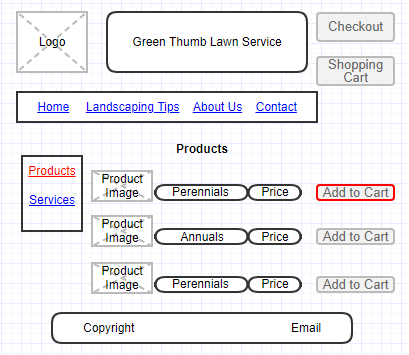 Logo
Green Thumb Lawn Service
Checkout
Shopping
Cart
Home Landscaping Tips About Us Contact
Products
Products
Services
Product
Image
Perennials Price Add to Cart
Product
Image
Annuals Price Add to Cart
Product
Image
Perennials Price Add to Cart
Copyright Email